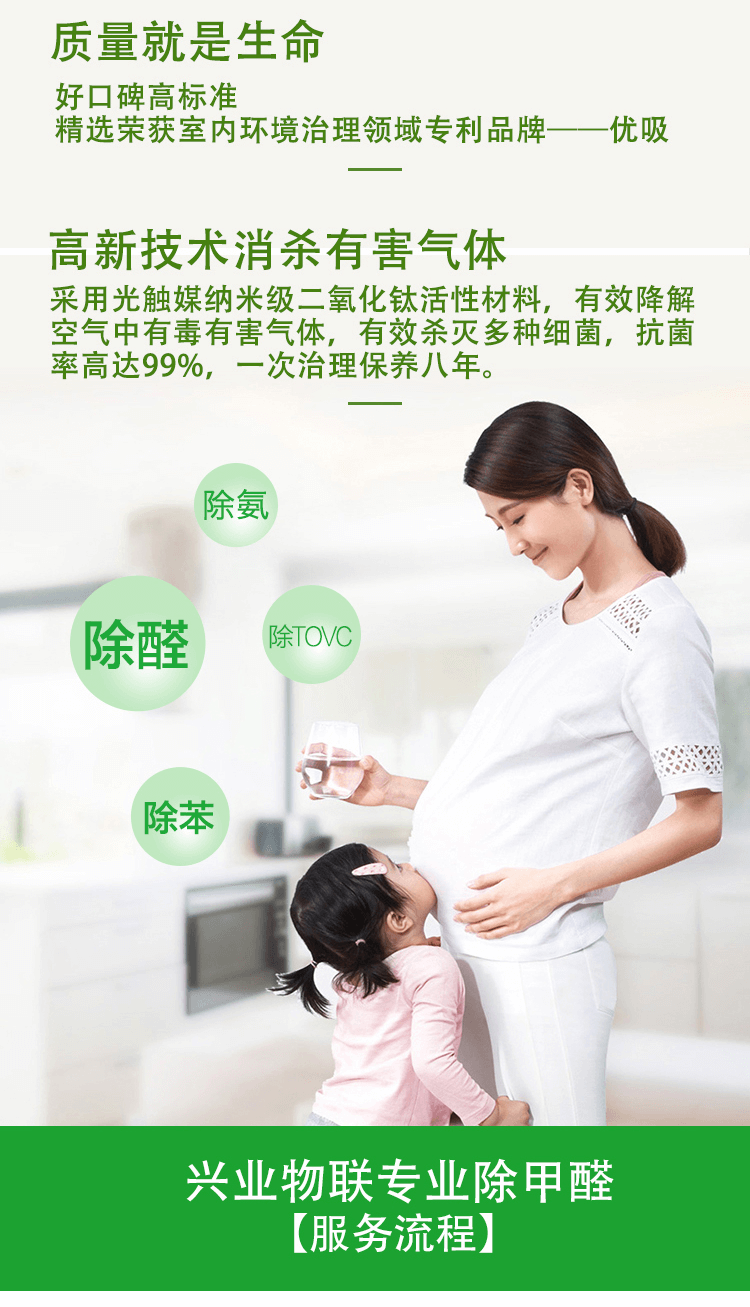 质量就是生命
好口碑高标准
精选荣获室内环境治理领域专利品牌——优吸
高新技术消杀有害气体
采用光触媒纳米级二氧化钛活性材料，有效降解
空气中有毒有害气体，有效杀灭多种细菌，抗菌
率高达99%，一次治理保养八年。
除氨
除醛
除TOVC
除苯
兴业物联专业除甲醛
【服务流程】